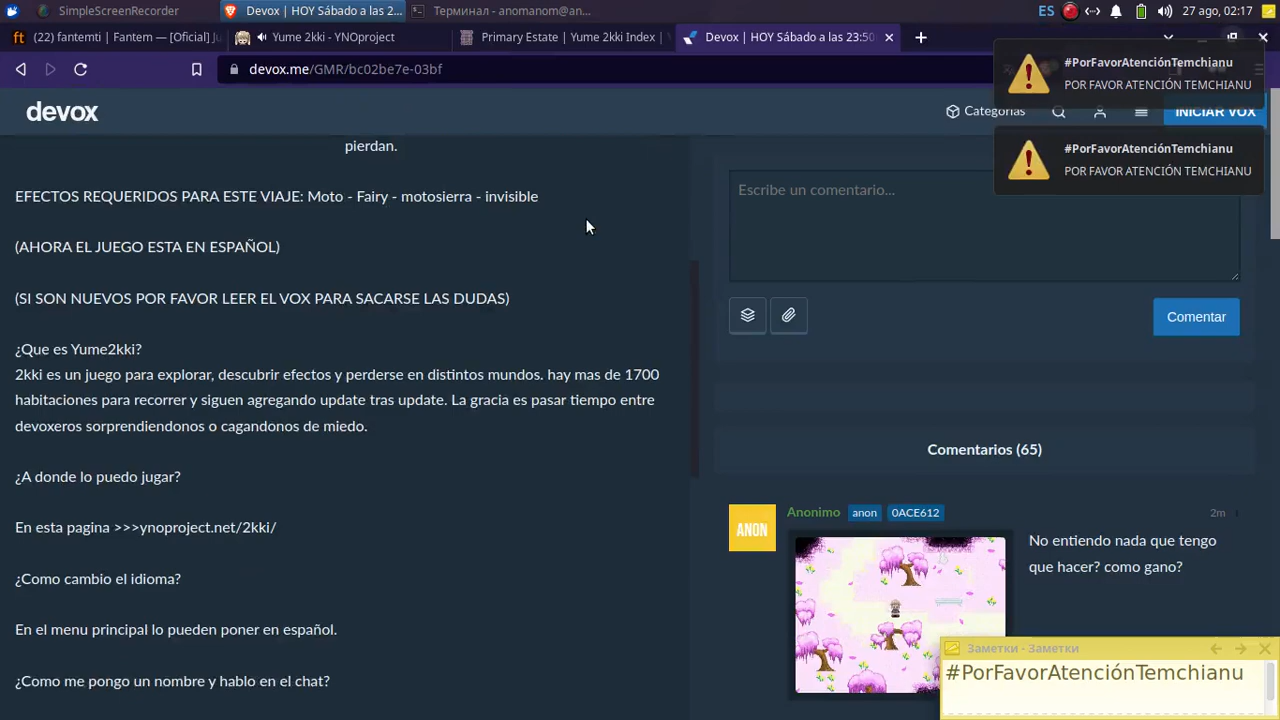 SimpleScreenRecorder
Devox | HOY Sábado a las 2...
Терминал - anomanom@an...
ES
27 ago, 02:17
(22) fantemti | Fantem — [Oficial] Ju
Yume 2kki - YNOproject
Primary Estate | Yume 2kki Index |
Devox | HOY Sábado a las 23:50
devox.me/GMR/bc02be7e-03bf
#PorFavorAtenciónTemchianu
POR FAVOR ATENCIÓN TEMCHIANU
devox
Categorías
INICIAR VOX
#PorFavorAtenciónTemchianu
POR FAVOR ATENCIÓN TEMCHIANU
pierdan.
EFECTOS REQUERIDOS PARA ESTE VIAJE: Moto - Fairy - motosierra - invisible
(AHORA EL JUEGO ESTA EN ESPAÑOL)
(SI SON NUEVOS POR FAVOR LEER EL VOX PARA SACARSE LAS DUDAS)
¿Que es Yume2kki?
2kki es un juego para explorar, descubrir efectos y perderse en distintos mundos. hay mas de 1700
habitaciones para recorrer y siguen agregando update tras update. La gracia es pasar tiempo entre
devoxeros sorprendiendonos o cagandonos de miedo.
¿A donde lo puedo jugar?
En esta pagina >>>ynoproject.net/2kki/
¿Como cambio el idioma?
En el menu principal lo pueden poner en español.
¿Como me pongo un nombre y hablo en el chat?
Escribe un comentario...
Comentar
Comentarios (65)
ANON
Anonimo anon 0ACE612
2m
No entiendo nada que tengo
que hacer? como gano?
Заметки - Заметки
#PorFavorAtenciónTemchianu